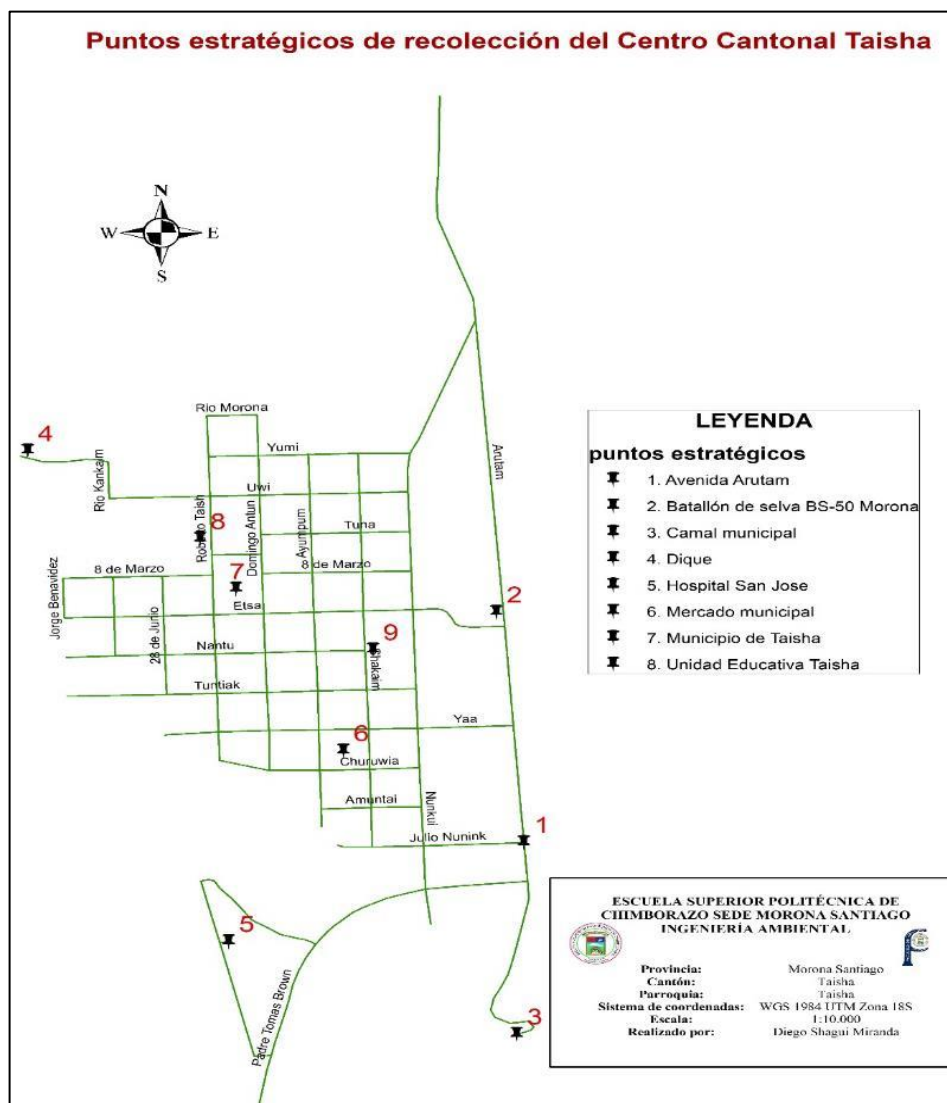 Puntos estratégicos de recolección del Centro Cantonal Taisha
N
W E
S
Arutam
Rio Morona
4
Yumi
Rio Kankaim
Uwi
8
Domingo Antun
Ayumpum
Tuna
8 de Marzo
8 de Marzo
7
Jorge Benavidez
Etsa
2
28 de Junio
Nantu
9
Shakaim
Tuntiak
Yaa
6
Churuwia
Amuntai
Nunkui
Julio Nunink
1
5
Padre Tomas Brown
3
LEYENDA
puntos estratégicos
1. Avenida Arutam
2. Batallón de selva BS-50 Morona
3. Camal municipal
4. Dique
5. Hospital San Jose
6. Mercado municipal
7. Municipio de Taisha
8. Unidad Educativa Taisha
ESCUELA SUPERIOR POLITÉCNICA DE
CHIMBORAZO SEDE MORONA SANTIAGO
INGENIERÍA AMBIENTAL
Provincia: Morona Santiago
Cantón: Taisha
Parroquia: Taisha
Sistema de coordenadas: WGS 1984 UTM Zona 18S
Escala: 1:10.000
Realizado por: Diego Shagui Miranda